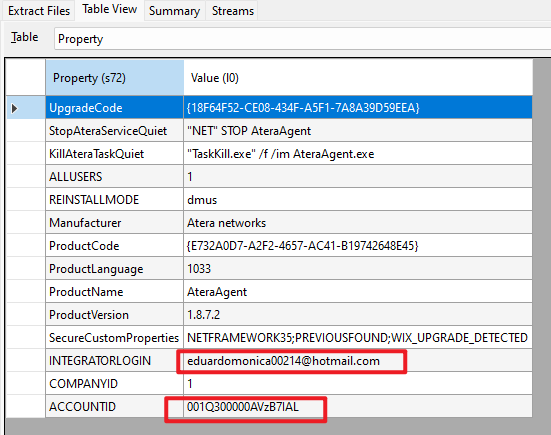 Extract Files Tables Table View Summary Streams
Table Property
Property (s72) Value (l0)
UpgradeCode {18F64F52-CE08-434F-A5F1-7A8A39D59EEA}
StopAteraServiceQuiet "NET" STOP AteraAgent
KillAteraTaskQuiet "TaskKill.exe" /f /im AteraAgent.exe
ALLUSERS 1
REINSTALLMODE dmus
Manufacturer Atera networks
ProductCode {E732A0D7-A2F2-4657-AC41-B19742648E45}
ProductLanguage 1033
ProductName AteraAgent
ProductVersion 1.8.7.2
SecureCustomProperties NETFRAMEWORK35;PREVIOUSFOUND;WIX_UPGRADE_DETECTED
INTEGRATORLOGIN eduardomonica00214@hotmail.com
COMPANYID 1
ACCOUNTID 001Q300000AVzB7IAL